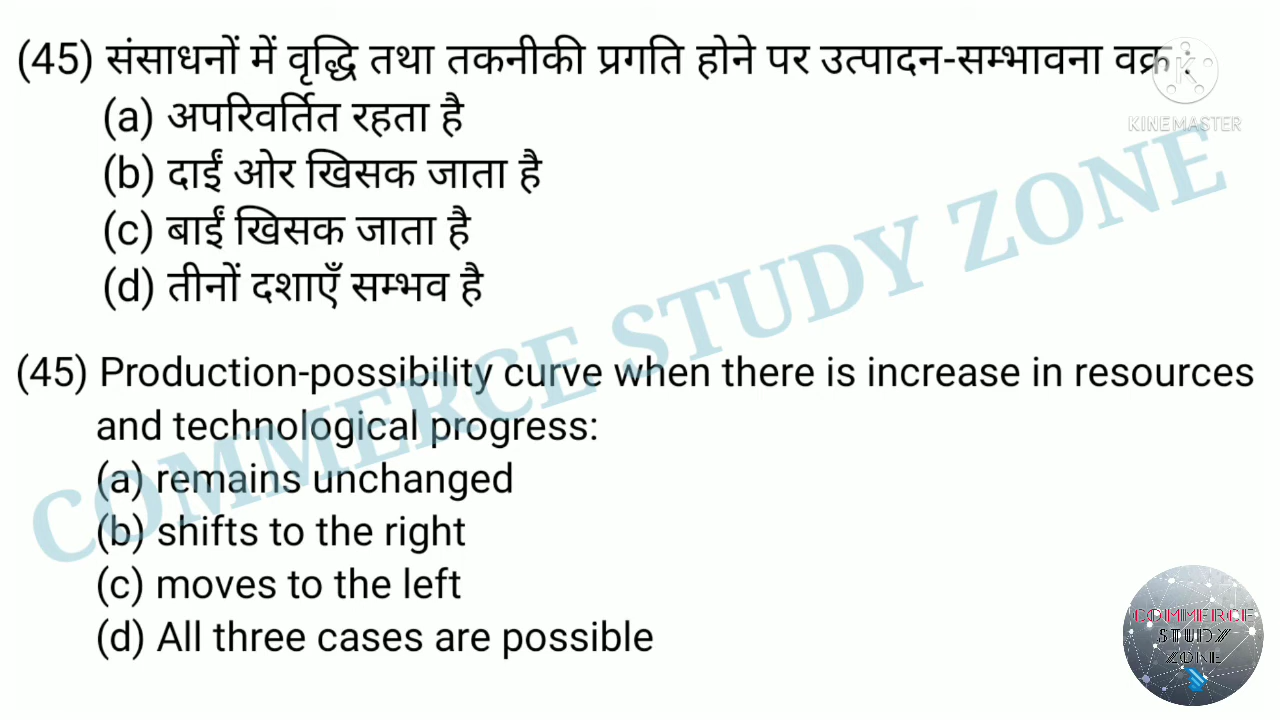 (45) संसाधनों में वृद्धि तथा तकनीकी प्रगति होने पर उत्पादन-सम्भावना वक्र :
K
KINEMASTER
(a) अपरिवर्तित रहता है
(b) दाईं ओर खिसक जाता है
(c) बाईं खिसक जाता है
(d) तीनों दशाएँ सम्भव है
COMMERCE STUDY ZONE
(45) Production-possibility curve when there is increase in resources
and technological progress:
(a) remains unchanged
(b) shifts to the right
(c) moves to the left
(d) All three cases are possible
COMMERCE
STUDY
ZONE